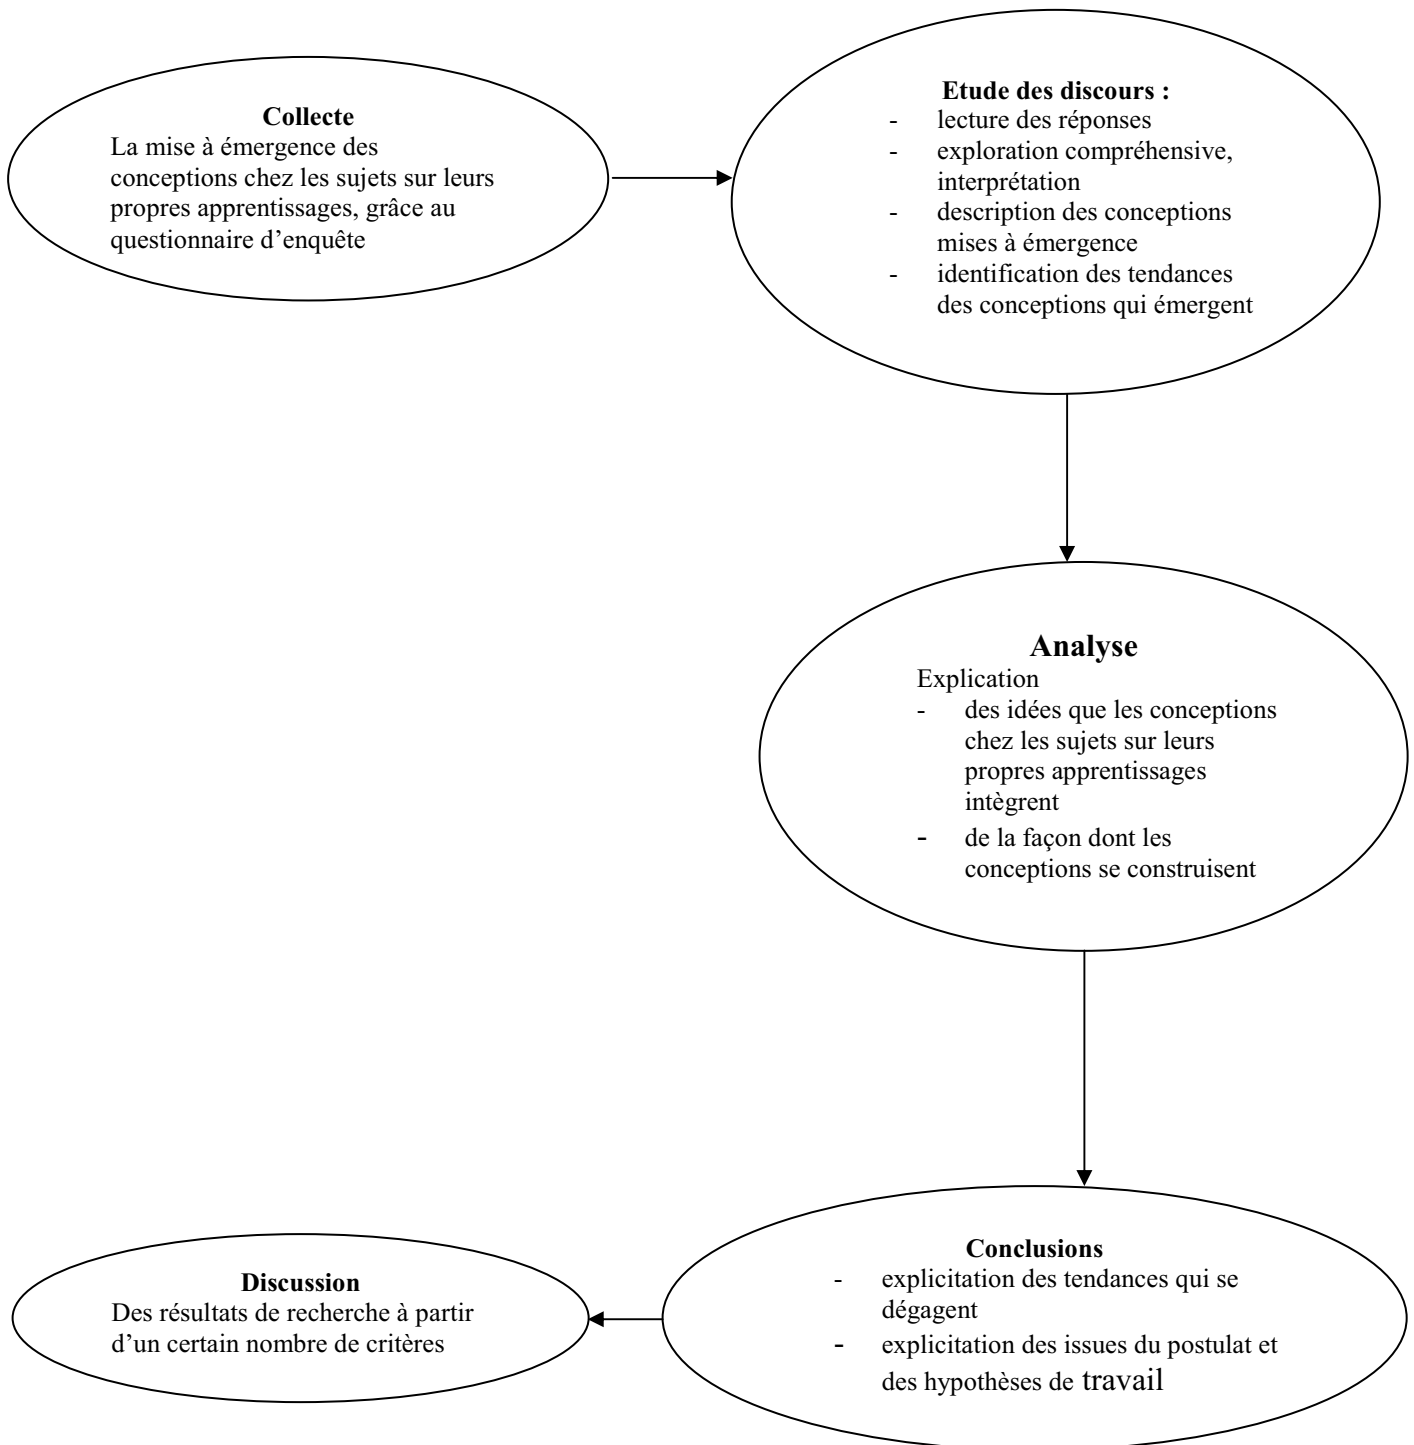 Collecte
La mise à émergence des
conceptions chez les sujets sur leurs
propres apprentissages, grâce au
questionnaire d’enquête
Etude des discours :
- lecture des réponses
- exploration compréhensive,
interprétation
- description des conceptions
mises à émergence
- identification des tendances
des conceptions qui émergent
Analyse
Explication
- des idées que les conceptions
chez les sujets sur leurs
propres apprentissages
intègrent
- de la façon dont les
conceptions se construisent
Conclusions
- explicitation des tendances qui se
dégagent
- explicitation des issues du postulat et
des hypothèses de travail
Discussion
Des résultats de recherche à partir
d’un certain nombre de critères